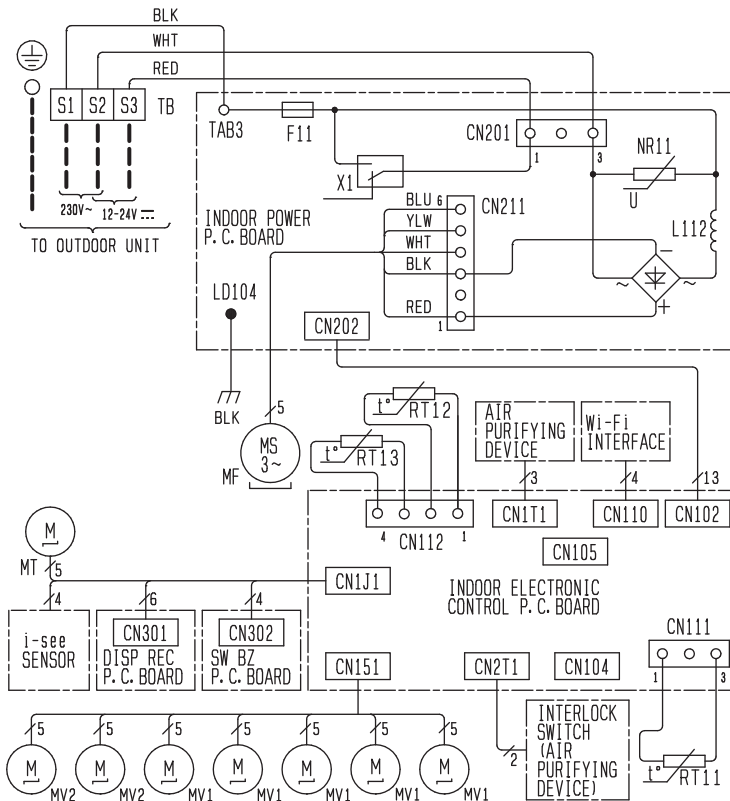 BLK
WHT
RED
S1 S2 S3 TB
TAB3
F11
CN201
1 3
X1
NR11
U
230V~ 12-24V ⎓
TO OUTDOOR UNIT
INDOOR POWER
P.C.BOARD
BLU 6
YLW
WHT
BLK
RED
1
CN211
L112
~ − ~ +
LD104
BLK
CN202
5
MS
3~
MF
t° RT12
t° RT13
AIR
PURIFYING
DEVICE
3
Wi-Fi
INTERFACE
4
13
4 1
CN112
CN1T1
CN110
CN102
CN105
M
MT
5
CN1J1
INDOOR ELECTRONIC
CONTROL P.C.BOARD
4
i-see
SENSOR
6
CN301
DISP REC
P.C.BOARD
4
CN302
SW BZ
P.C.BOARD
CN151
CN2T1
CN104
CN111
1 3
2
INTERLOCK
SWITCH
(AIR
PURIFYING
DEVICE)
t° RT11
5 5 5 5 5 5 5
M M M M M M M
MV2 MV2 MV1 MV1 MV1 MV1 MV1